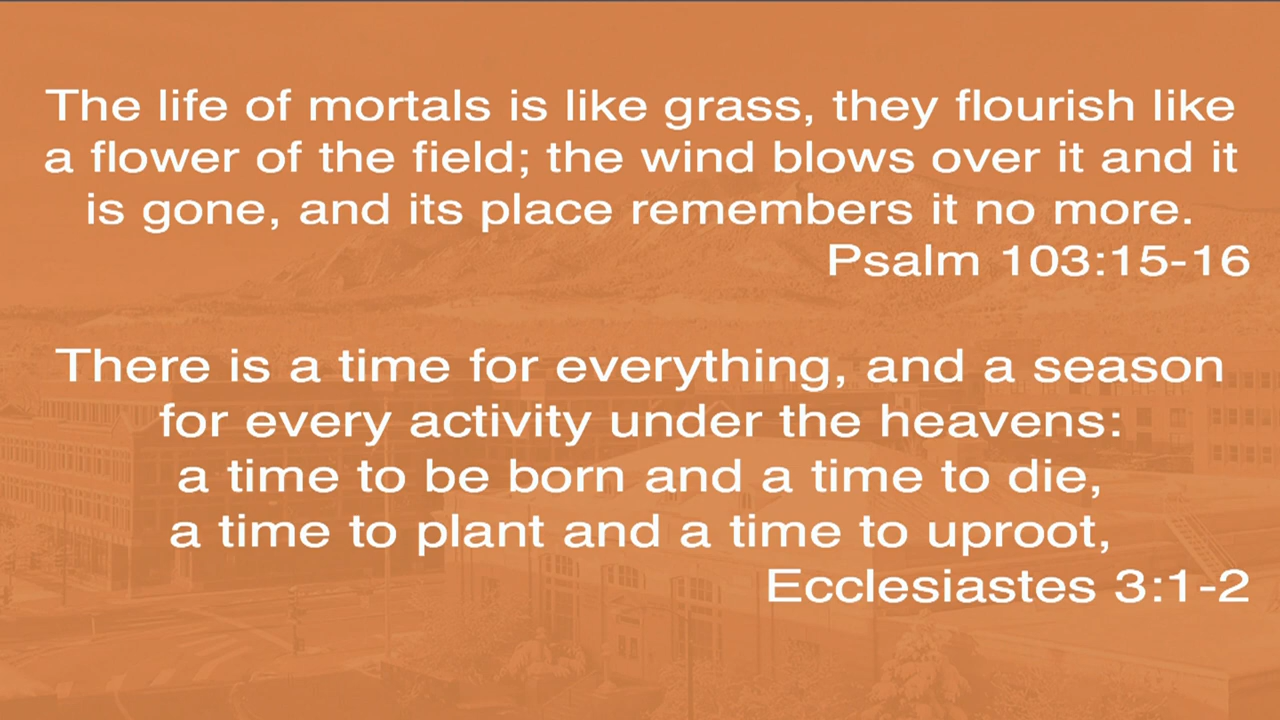 The life of mortals is like grass, they flourish like
a flower of the field; the wind blows over it and it
is gone, and its place remembers it no more.
Psalm 103:15-16
There is a time for everything, and a season
for every activity under the heavens:
a time to be born and a time to die,
a time to plant and a time to uproot,
Ecclesiastes 3:1-2